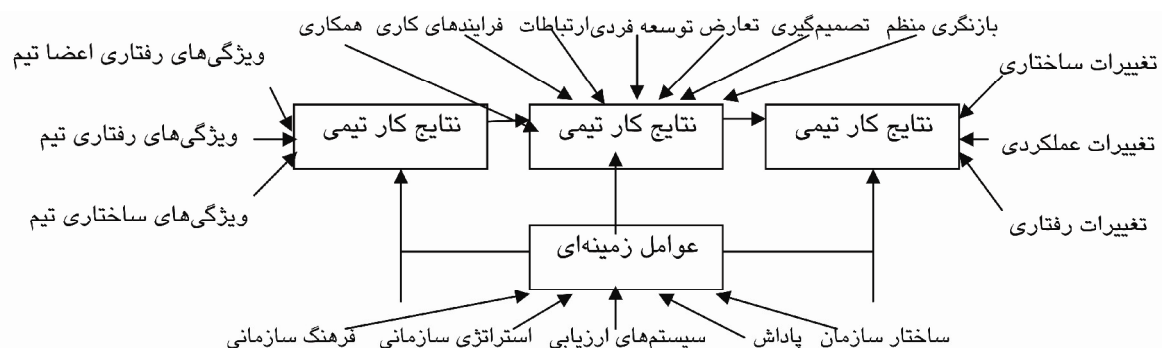 بازنگری منظم
تصمیم‌گیری
تعارض
توسعه فردی
ارتباطات
فرایندهای کاری
همکاری
تغییرات ساختاری
تغییرات عملکردی
تغییرات رفتاری
نتایج کار تیمی
نتایج کار تیمی
نتایج کار تیمی
ویژگی‌های رفتاری اعضا تیم
ویژگی‌های رفتاری تیم
ویژگی‌های ساختاری تیم
عوامل زمینه‌ای
ساختار سازمان
پاداش
سیستم‌های ارزیابی
استراتژی سازمانی
فرهنگ سازمانی